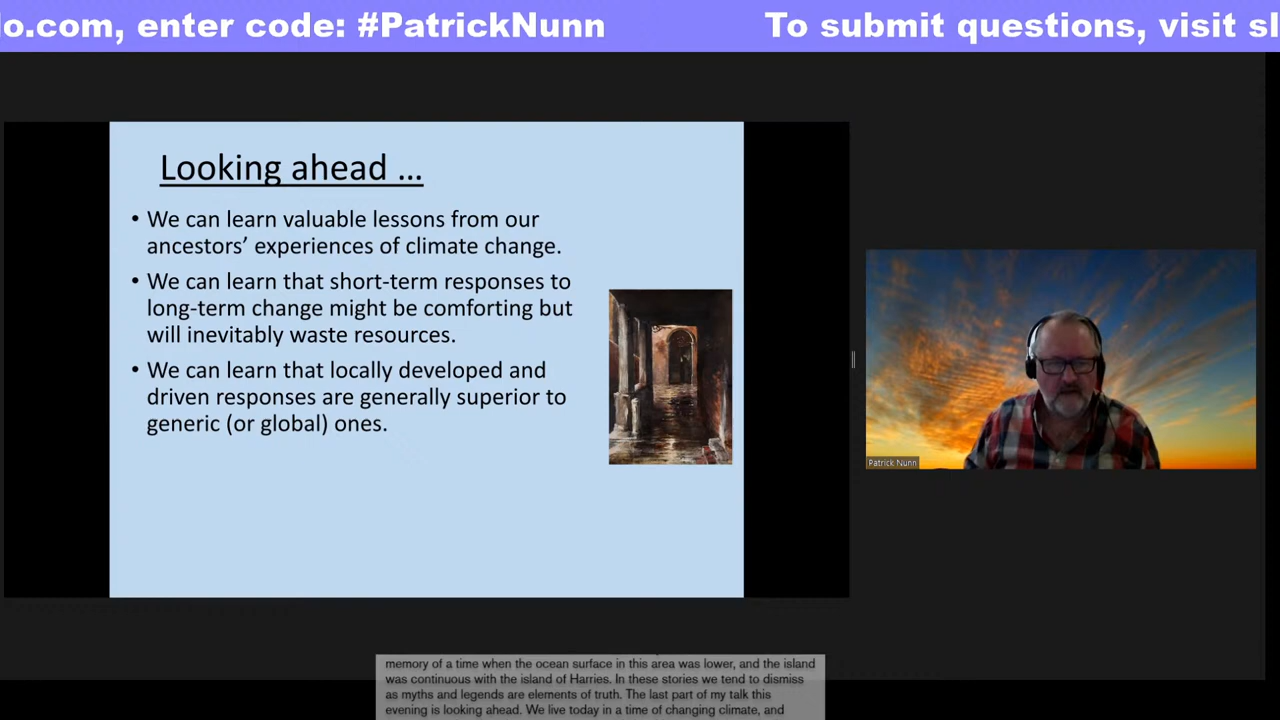 lo.com, enter code: #PatrickNunn To submit questions, visit sl
Looking ahead ...
• We can learn valuable lessons from our
ancestors’ experiences of climate change.
• We can learn that short-term responses to
long-term change might be comforting but
will inevitably waste resources.
• We can learn that locally developed and
driven responses are generally superior to
generic (or global) ones.
Patrick Nunn
memory of a time when the ocean surface in this area was lower, and the island
was continuous with the island of Harries. In these stories we tend to dismiss
as myths and legends are elements of truth. The last part of my talk this
evening is looking ahead. We live today in a time of changing climate, and